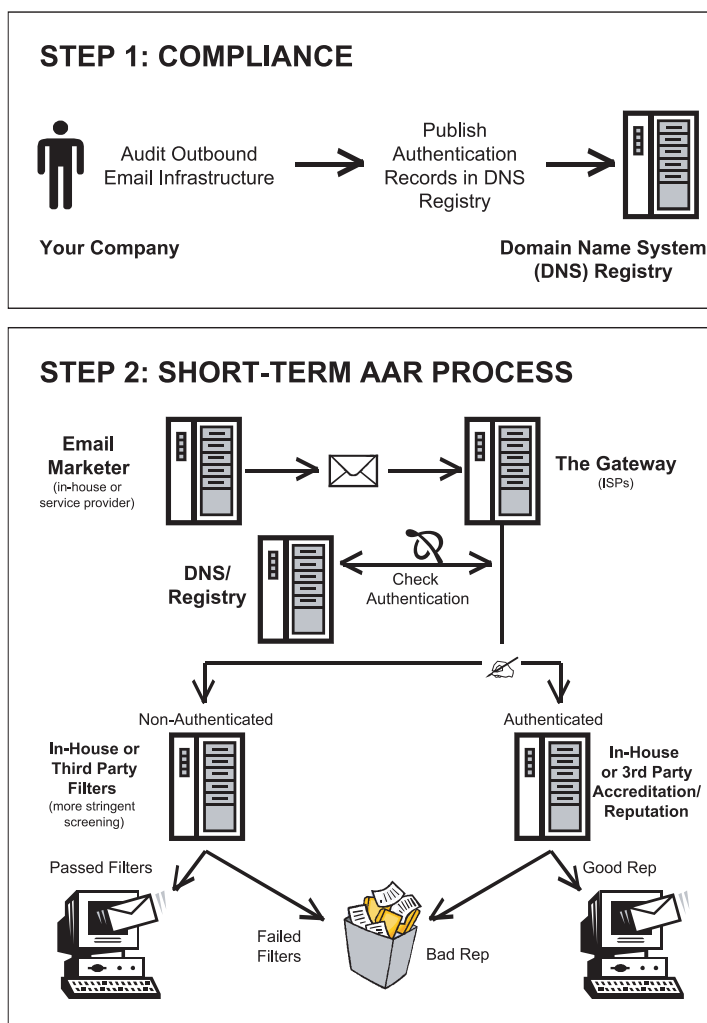 STEP 1: COMPLIANCE
Audit Outbound
Email Infrastructure
Publish
Authentication
Records in DNS
Registry
Your Company
Domain Name System
(DNS) Registry
STEP 2: SHORT-TERM AAR PROCESS
Email
Marketer
(in-house or
service provider)
The Gateway
(ISPs)
DNS/
Registry
Check
Authentication
Non-Authenticated
Authenticated
In-House or
Third Party
Filters
(more stringent
screening)
In-House
or 3rd Party
Accreditation/
Reputation
Passed Filters
Good Rep
Failed
Filters
Bad Rep